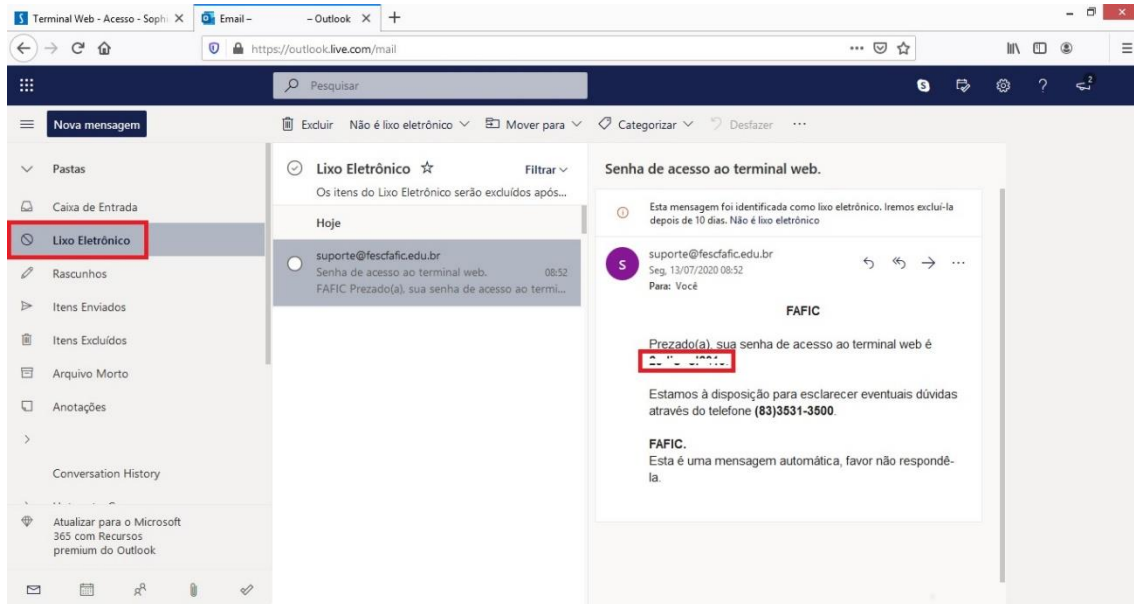 Terminal Web - Acesso - Sophi
Email –
– Outlook
https://outlook.live.com/mail
Pesquisar
2
Nova mensagem
Excluir
Não é lixo eletrônico
Mover para
Categorizar
Desfazer
Pastas
Caixa de Entrada
Lixo Eletrônico
Rascunhos
Itens Enviados
Itens Excluídos
Arquivo Morto
Anotações
Conversation History
Atualizar para o Microsoft
365 com Recursos
premium do Outlook
Lixo Eletrônico
Filtrar
Os itens do Lixo Eletrônico serão excluídos após...
Hoje
suporte@fescfafic.edu.br
Senha de acesso ao terminal web. 08:52
FAFIC Prezado(a), sua senha de acesso ao termi...
Senha de acesso ao terminal web.
Esta mensagem foi identificada como lixo eletrônico. Iremos excluí-la
depois de 10 dias. Não é lixo eletrônico
S
suporte@fescfafic.edu.br
Seg, 13/07/2020 08:52
Para: Você
FAFIC
Prezado(a), sua senha de acesso ao terminal web é
Estamos à disposição para esclarecer eventuais dúvidas
através do telefone (83)3531-3500.
FAFIC.
Esta é uma mensagem automática, favor não respondê-
la.